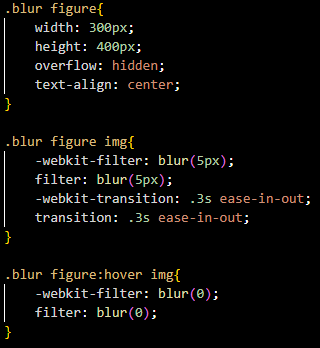 .blur figure{
    width: 300px;
    height: 400px;
    overflow: hidden;
    text-align: center;
}

.blur figure img{
    -webkit-filter: blur(5px);
    filter: blur(5px);
    -webkit-transition: .3s ease-in-out;
    transition: .3s ease-in-out;
}

.blur figure:hover img{
    -webkit-filter: blur(0);
    filter: blur(0);
}